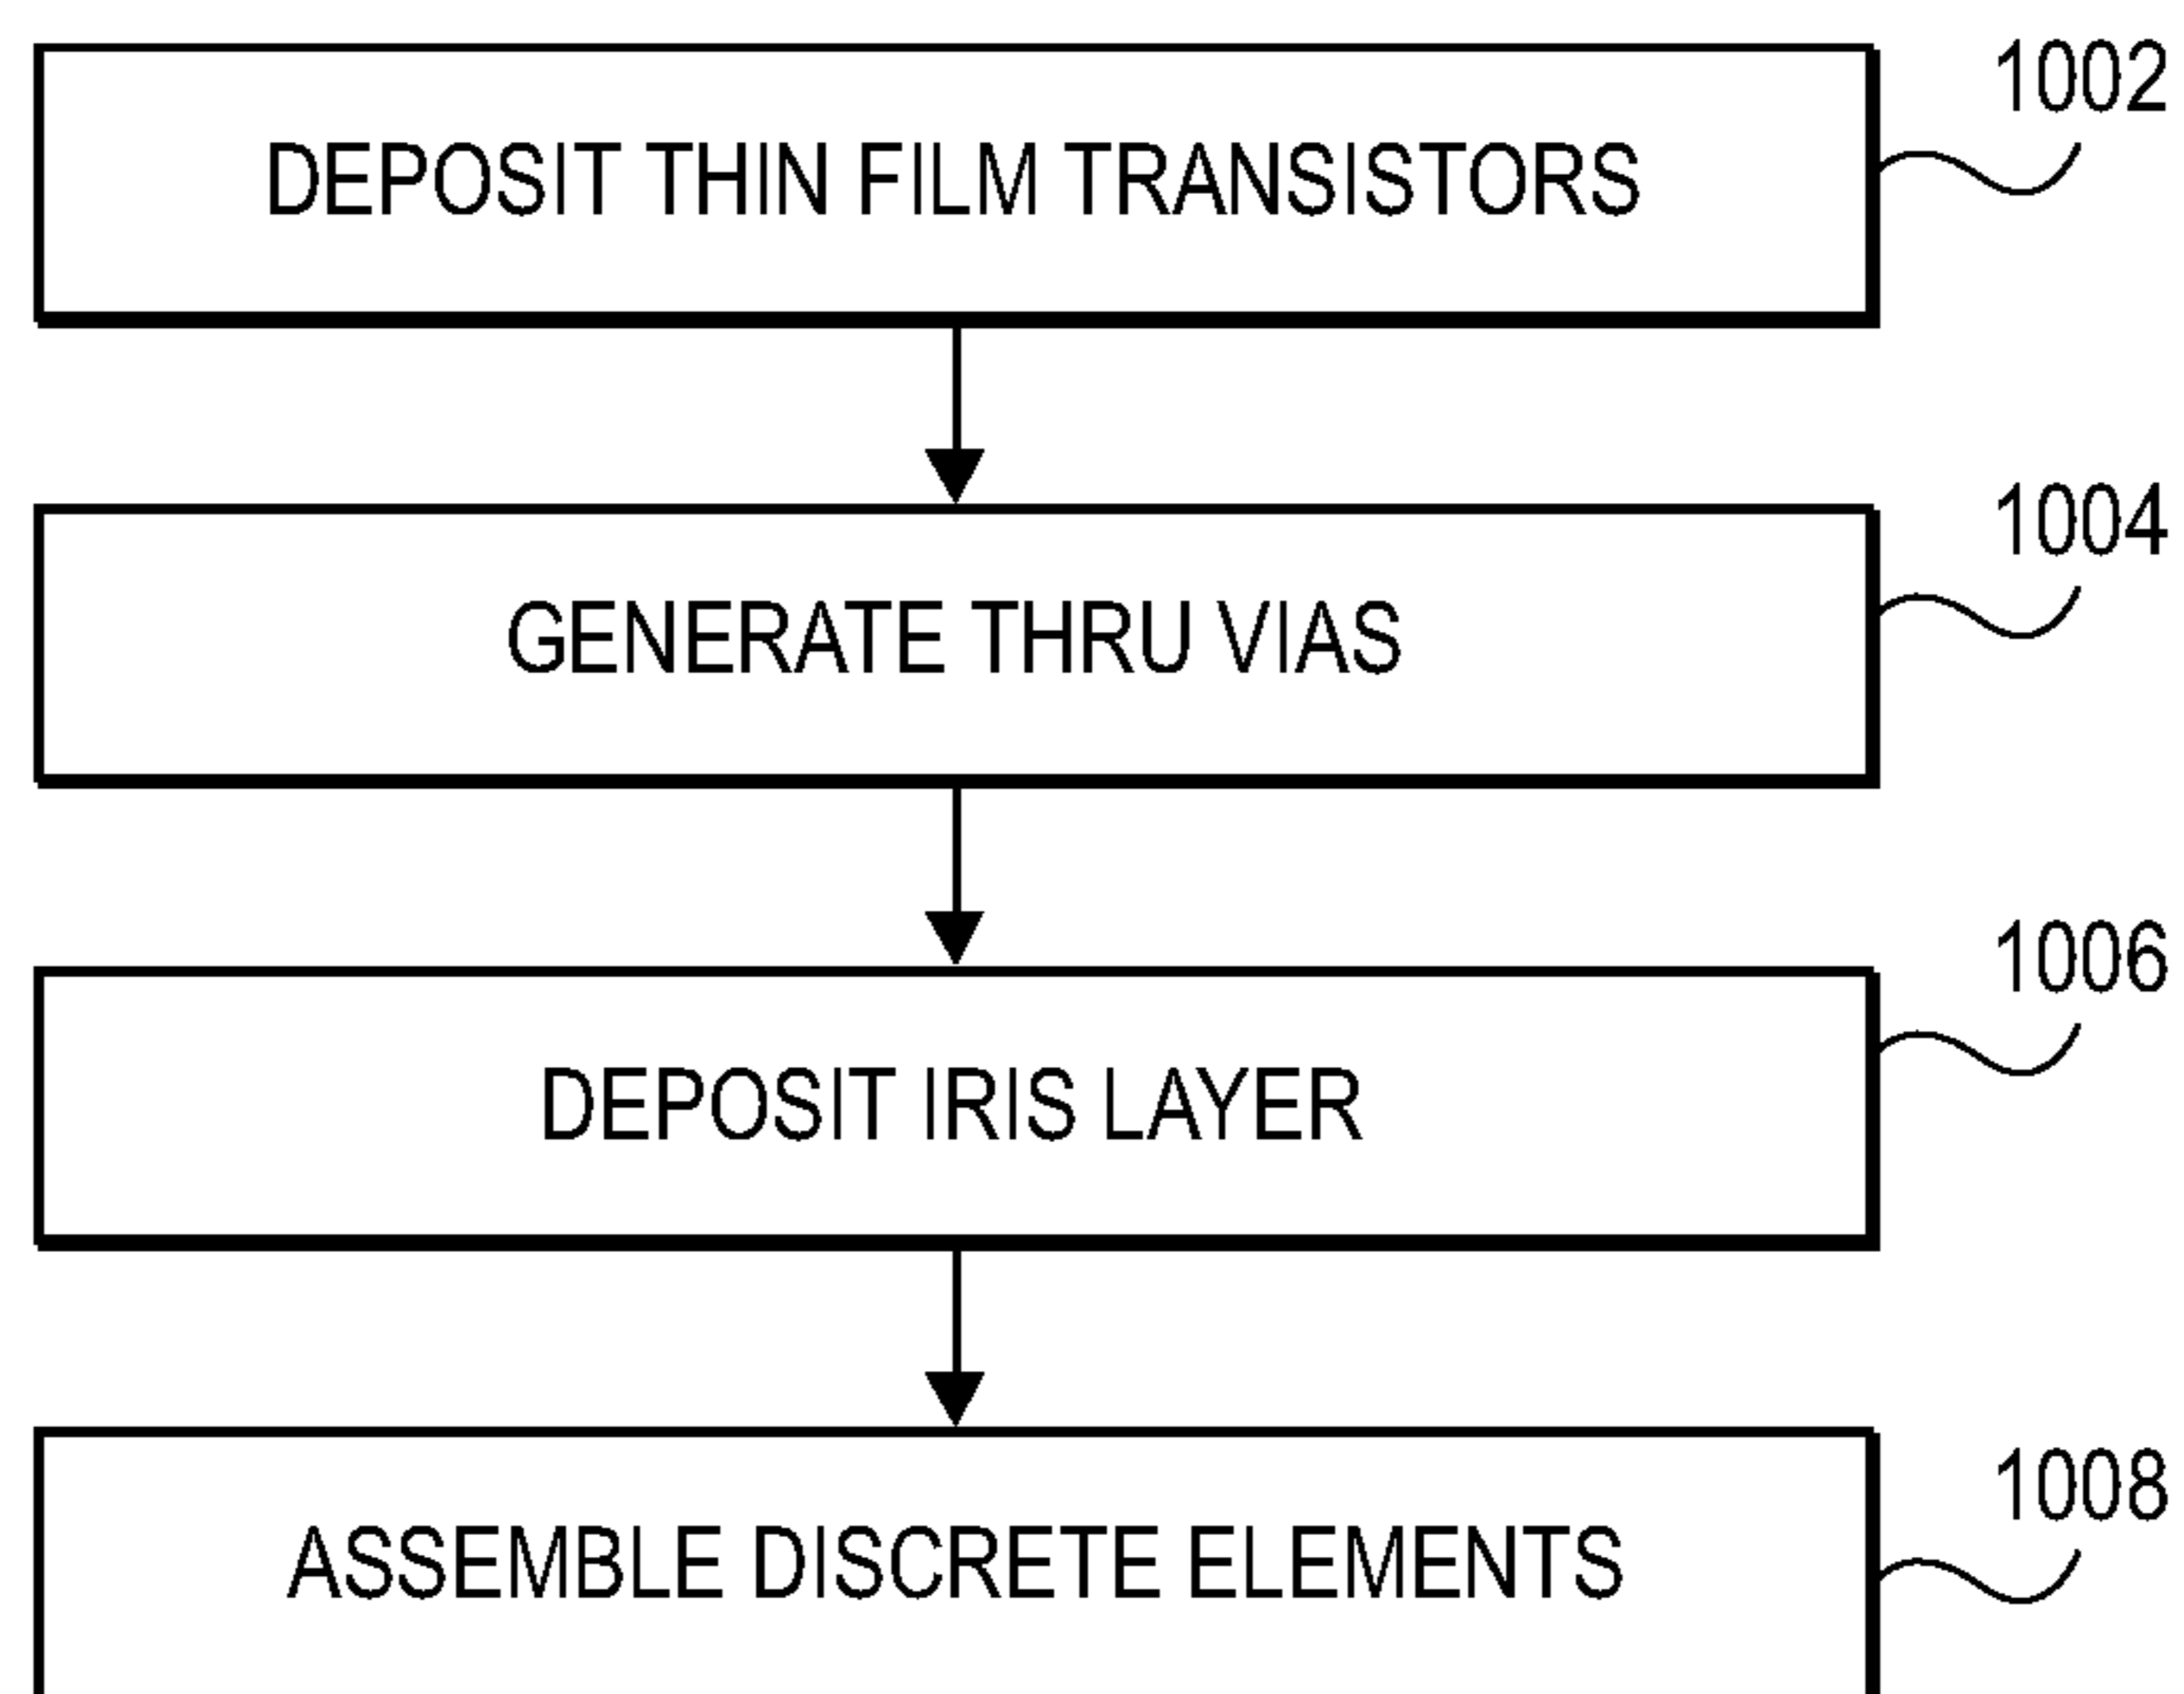 DEPOSIT THIN FILM TRANSISTORS
1002
GENERATE THRU VIAS
1004
DEPOSIT IRIS LAYER
1006
ASSEMBLE DISCRETE ELEMENTS
1008